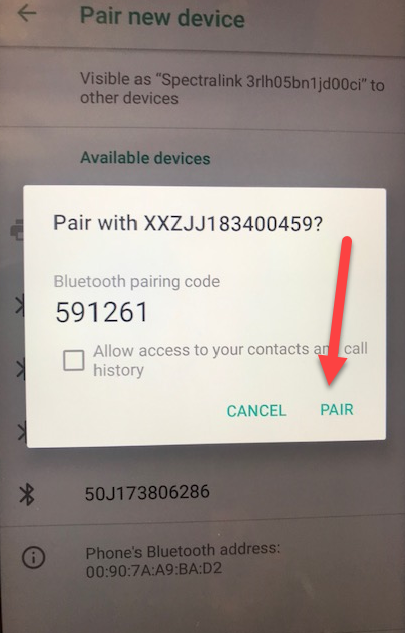 Pair new device
Visible as “Spectralink 3rlh05bn1jd00ci” to
other devices
Available devices
Pair with XXZJJ183400459?
Bluetooth pairing code
591261
Allow access to your contacts and call
history
CANCEL PAIR
50J173806286
Phone's Bluetooth address:
00:90:7A:A9:BA:D2